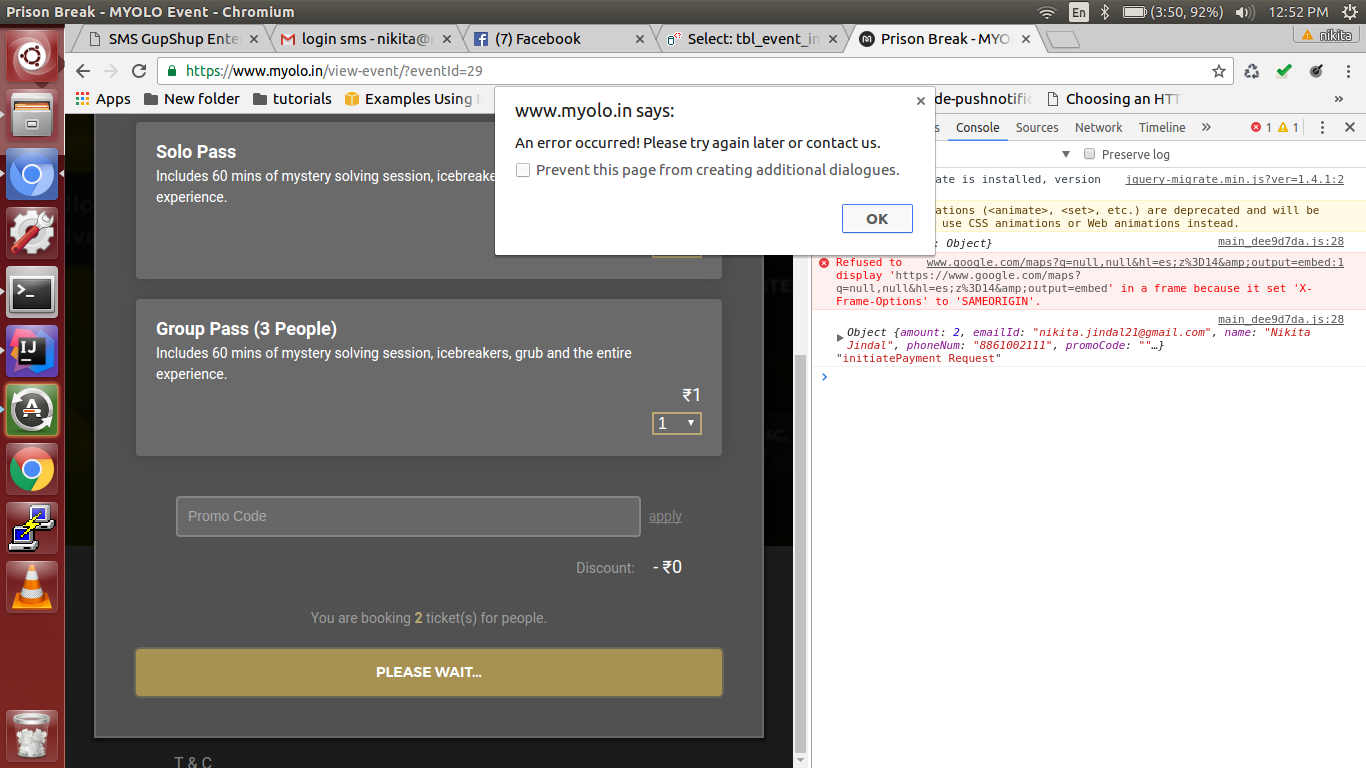 Prison Break - MYOLO Event - Chromium
En
(3:50, 92%)
12:52 PM
SMS GupShup Ente
login sms - nikita@
(7) Facebook
Select: tbl_event_in
Prison Break - MYO
nikita
https://www.myolo.in/view-event/?eventId=29
Apps
New folder
tutorials
Examples Using
de-pushnotific
Choosing an HTT
»
www.myolo.in says:
An error occurred! Please try again later or contact us.
Prevent this page from creating additional dialogues.
OK
Console
Sources
Network
Timeline
»
1
1
Preserve log
ate is installed, version
jquery-migrate.min.js?ver=1.4.1:2
ations (<animate>, <set>, etc.) are deprecated and will be
use CSS animations or Web animations instead.
: Object}
main_dee9d7da.js:28
Refused to
www.google.com/maps?q=null,null&hl=es;z%3D14&amp;output=embed:1
display 'https://www.google.com/maps?
q=null,null&hl=es;z%3D14&amp;output=embed' in a frame because it set 'X-
Frame-Options' to 'SAMEORIGIN'.
main_dee9d7da.js:28
Object {amount: 2, emailId: "nikita.jindal21@gmail.com", name: "Nikita
Jindal", phoneNum: "8861002111", promoCode: ""…}
"initiatePayment Request"
Solo Pass
Includes 60 mins of mystery solving session, icebreake
experience.
Group Pass (3 People)
Includes 60 mins of mystery solving session, icebreakers, grub and the entire
experience.
₹1
1
Promo Code
apply
Discount:
- ₹0
You are booking 2 ticket(s) for people.
PLEASE WAIT...
T & C